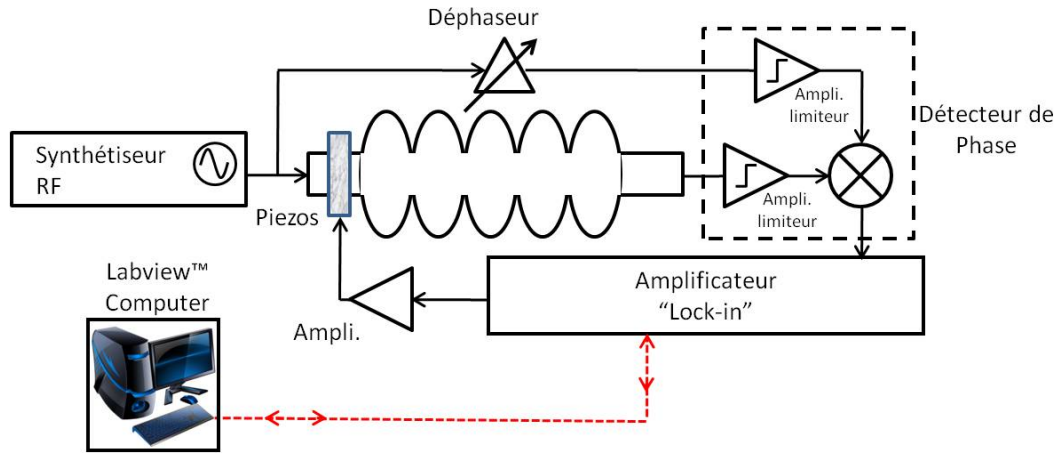 Déphaseur
Ampli.
limiteur
Détecteur de
Phase
Synthétiseur
RF
Piezos
Ampli.
limiteur
Labview™
Computer
Ampli.
Amplificateur
“Lock-in”